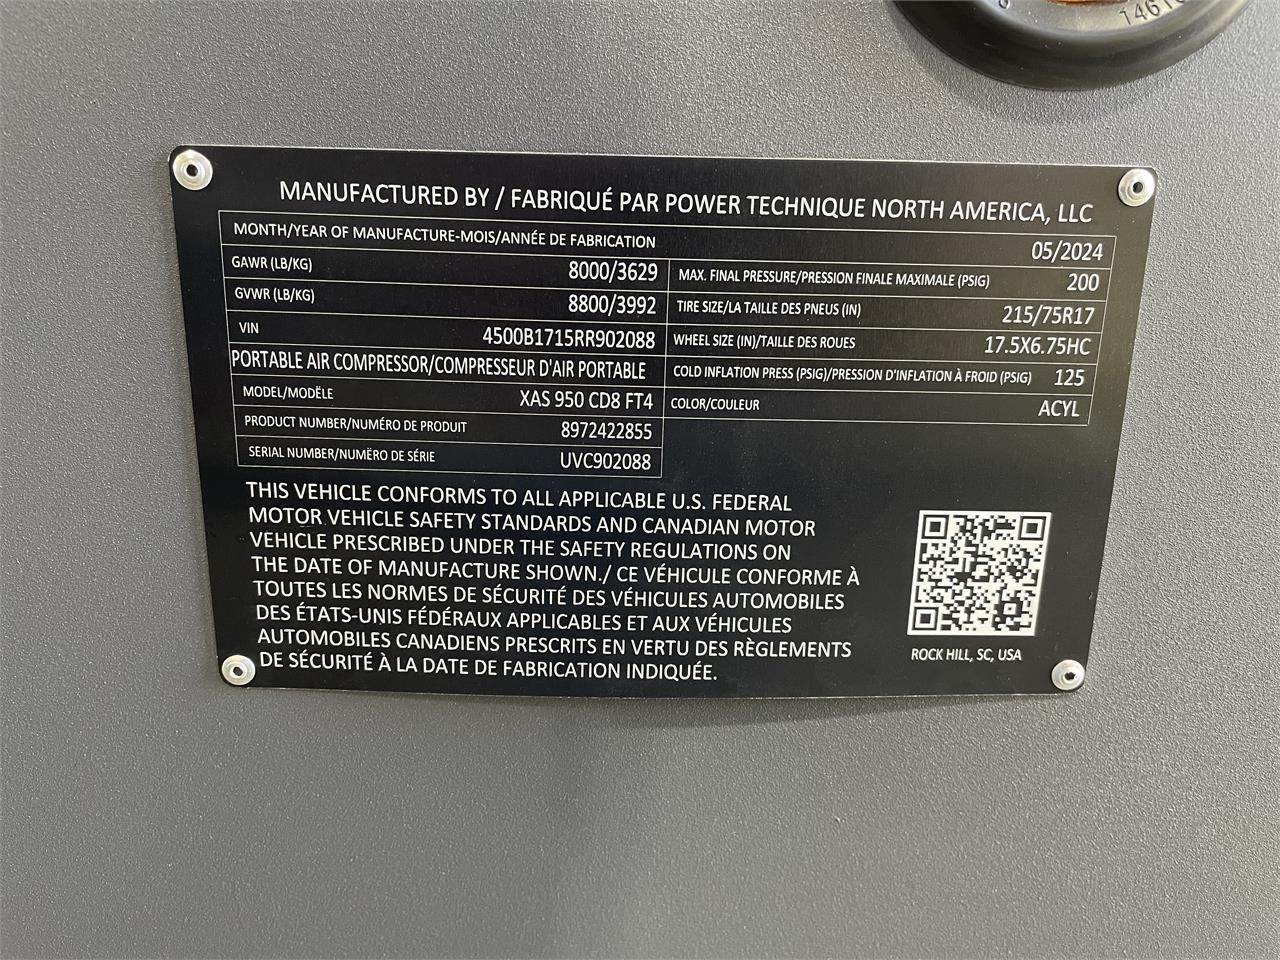 MANUFACTURED BY / FABRIQUÉ PAR POWER TECHNIQUE NORTH AMERICA, LLC
MONTH/YEAR OF MANUFACTURE-MOIS/ANNÉE DE FABRICATION 05/2024
GAWR (LB/KG) 8000/3629 MAX. FINAL PRESSURE/PRESSION FINALE MAXIMALE (PSIG) 200
GVWR (LB/KG) 8800/3992 TIRE SIZE/LA TAILLE DES PNEUS (IN) 215/75R17
VIN 4500B1715RR902088 WHEEL SIZE (IN)/TAILLE DES ROUES 17.5X6.75HC
PORTABLE AIR COMPRESSOR/COMPRESSEUR D'AIR PORTABLE COLD INFLATION PRESS (PSIG)/PRESSION D'INFLATION À FROID (PSIG) 125
MODEL/MODËLE XAS 950 CD8 FT4 COLOR/COULEUR ACYL
PRODUCT NUMBER/NUMÉRO DE PRODUIT 8972422855
SERIAL NUMBER/NUMËRO DE SÉRIE UVC902088
THIS VEHICLE CONFORMS TO ALL APPLICABLE U.S. FEDERAL
MOTOR VEHICLE SAFETY STANDARDS AND CANADIAN MOTOR
VEHICLE PRESCRIBED UNDER THE SAFETY REGULATIONS ON
THE DATE OF MANUFACTURE SHOWN./ CE VÉHICULE CONFORME À
TOUTES LES NORMES DE SÉCURITÉ DES VÉHICULES AUTOMOBILES
DES ÉTATS-UNIS FÉDÉRAUX APPLICABLES ET AUX VÉHICULES
AUTOMOBILES CANADIENS PRESCRITS EN VERTU DES RÈGLEMENTS
DE SÉCURITÉ À LA DATE DE FABRICATION INDIQUÉE.
ROCK HILL, SC, USA